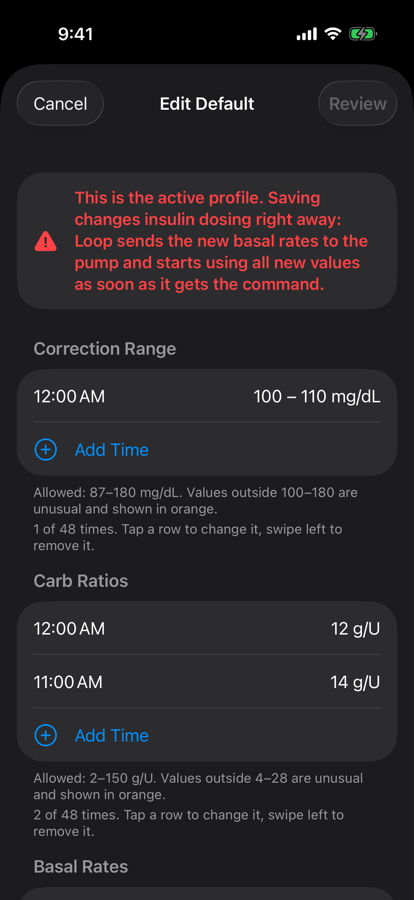 9:41
Cancel
Edit Default
Review
This is the active profile. Saving
changes insulin dosing right away:
Loop sends the new basal rates to the
pump and starts using all new values
as soon as it gets the command.
Correction Range
12:00 AM 100 – 110 mg/dL
Add Time
Allowed: 87–180 mg/dL. Values outside 100–180 are
unusual and shown in orange.
1 of 48 times. Tap a row to change it, swipe left to
remove it.
Carb Ratios
12:00 AM 12 g/U
11:00 AM 14 g/U
Add Time
Allowed: 2–150 g/U. Values outside 4–28 are unusual
and shown in orange.
2 of 48 times. Tap a row to change it, swipe left to
remove it.
Basal Rates